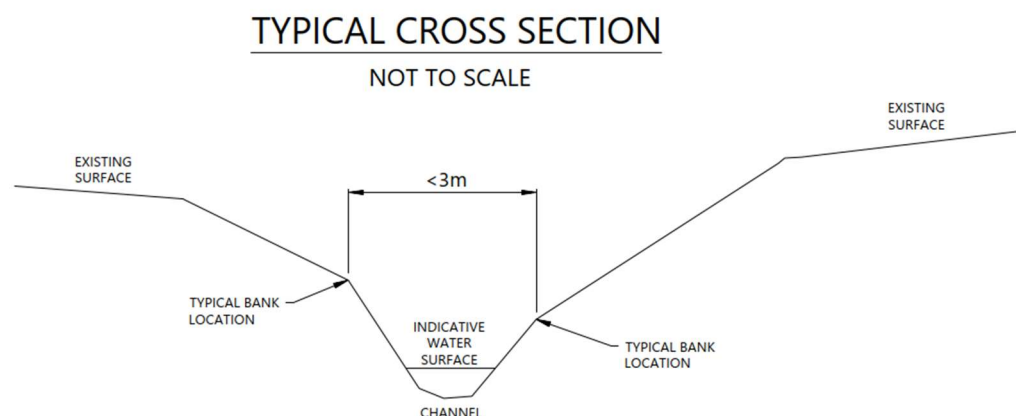 TYPICAL CROSS SECTION
NOT TO SCALE
EXISTING
SURFACE
EXISTING
SURFACE
<3m
TYPICAL BANK
LOCATION
INDICATIVE
WATER
SURFACE
TYPICAL BANK
LOCATION
CHANNEL